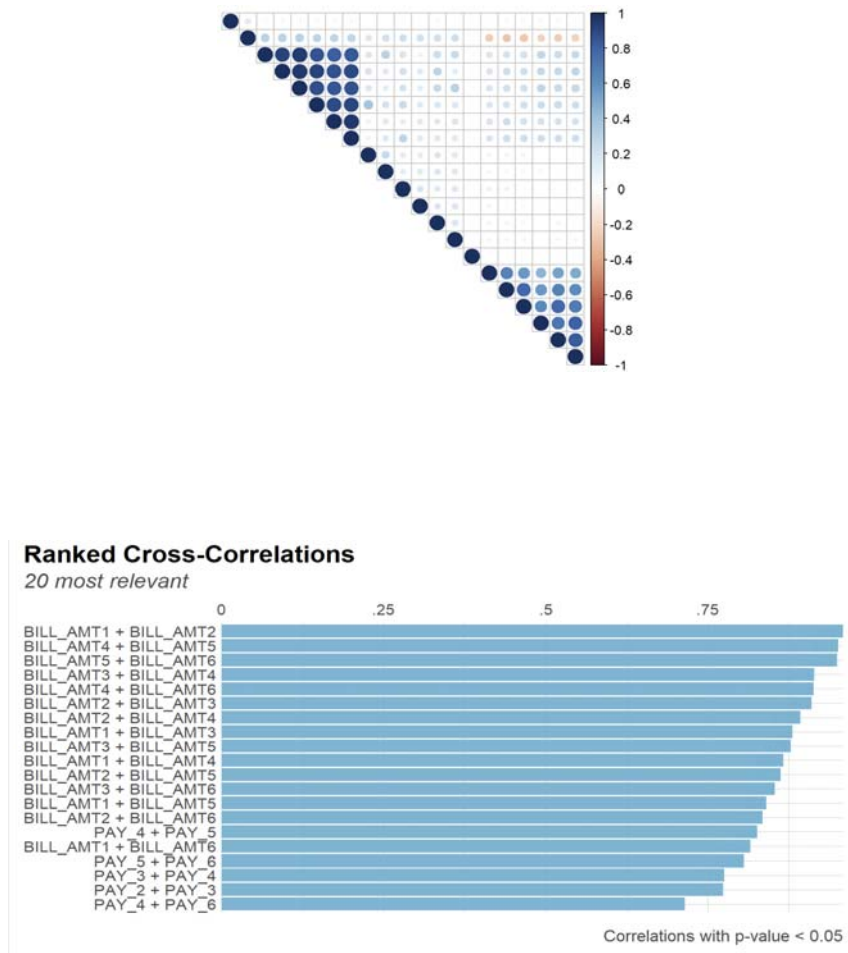 1
0.8
0.6
0.4
0.2
0
-0.2
-0.4
-0.6
-0.8
-1
Ranked Cross-Correlations
20 most relevant
0 .25 .5 .75
BILL_AMT1 + BILL_AMT2
BILL_AMT4 + BILL_AMT5
BILL_AMT5 + BILL_AMT6
BILL_AMT3 + BILL_AMT4
BILL_AMT4 + BILL_AMT6
BILL_AMT2 + BILL_AMT3
BILL_AMT2 + BILL_AMT4
BILL_AMT1 + BILL_AMT3
BILL_AMT3 + BILL_AMT5
BILL_AMT1 + BILL_AMT4
BILL_AMT2 + BILL_AMT5
BILL_AMT3 + BILL_AMT6
BILL_AMT1 + BILL_AMT5
BILL_AMT2 + BILL_AMT6
PAY_4 + PAY_5
BILL_AMT1 + BILL_AMT6
PAY_5 + PAY_6
PAY_3 + PAY_4
PAY_2 + PAY_3
PAY_4 + PAY_6
Correlations with p-value < 0.05